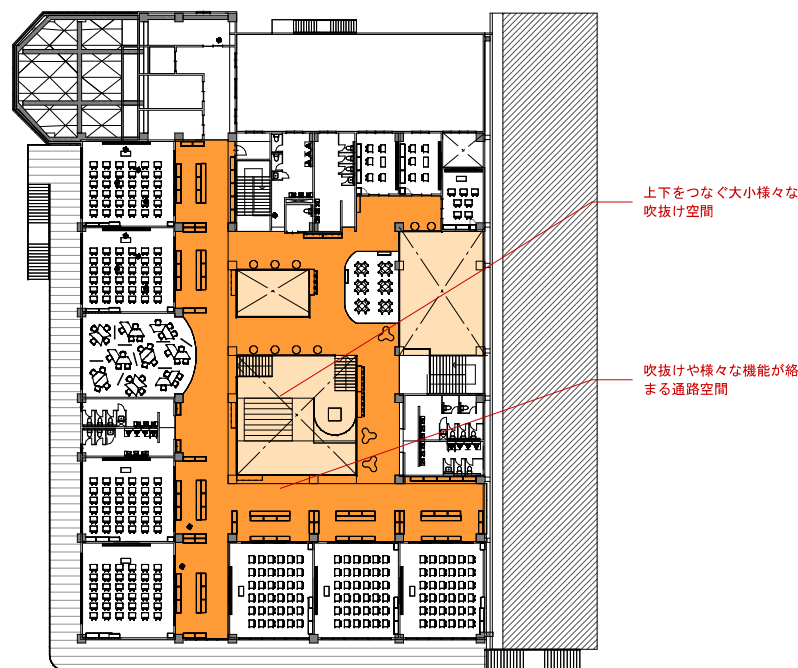 上下をつなぐ大小様々な
吹抜け空間
吹抜けや様々な機能が絡
まる通路空間